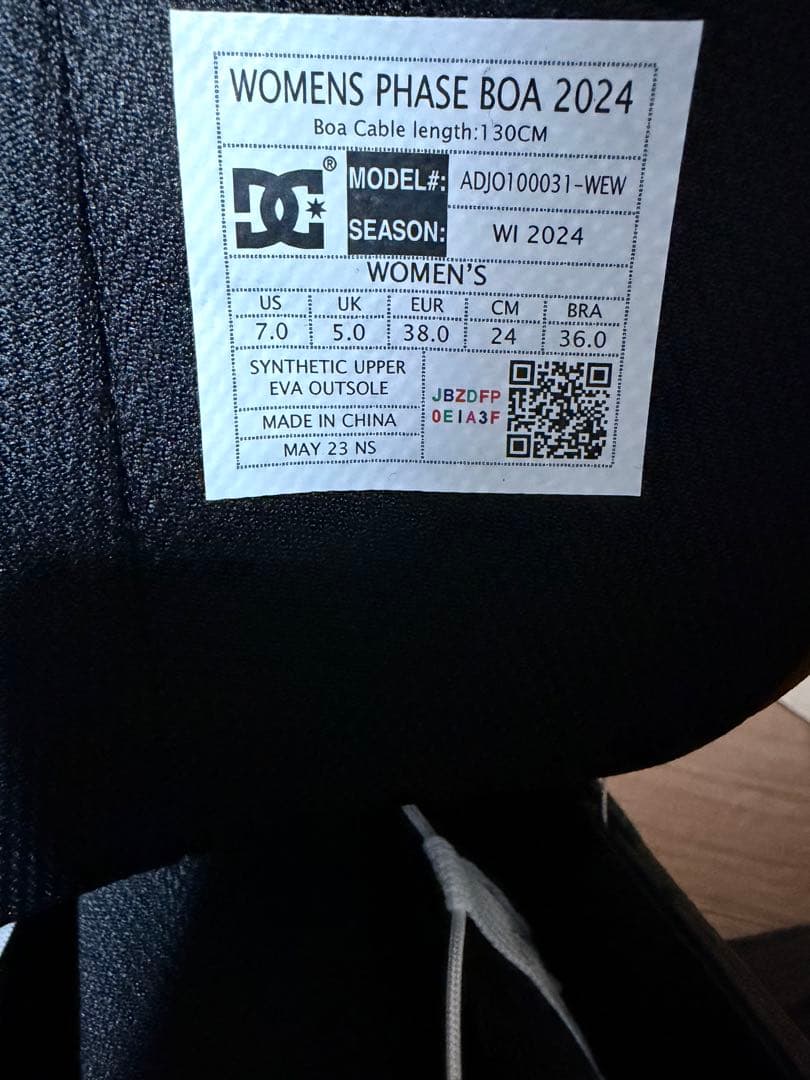 WOMENS PHASE BOA 2024
Boa Cable length:130CM
DC ®
MODEL#: ADJO100031-WEW
SEASON: WI 2024
WOMEN'S
US UK EUR CM BRA
7.0 5.0 38.0 24 36.0
SYNTHETIC UPPER
EVA OUTSOLE
MADE IN CHINA
MAY 23 NS
JBZDFP
0EIA3F